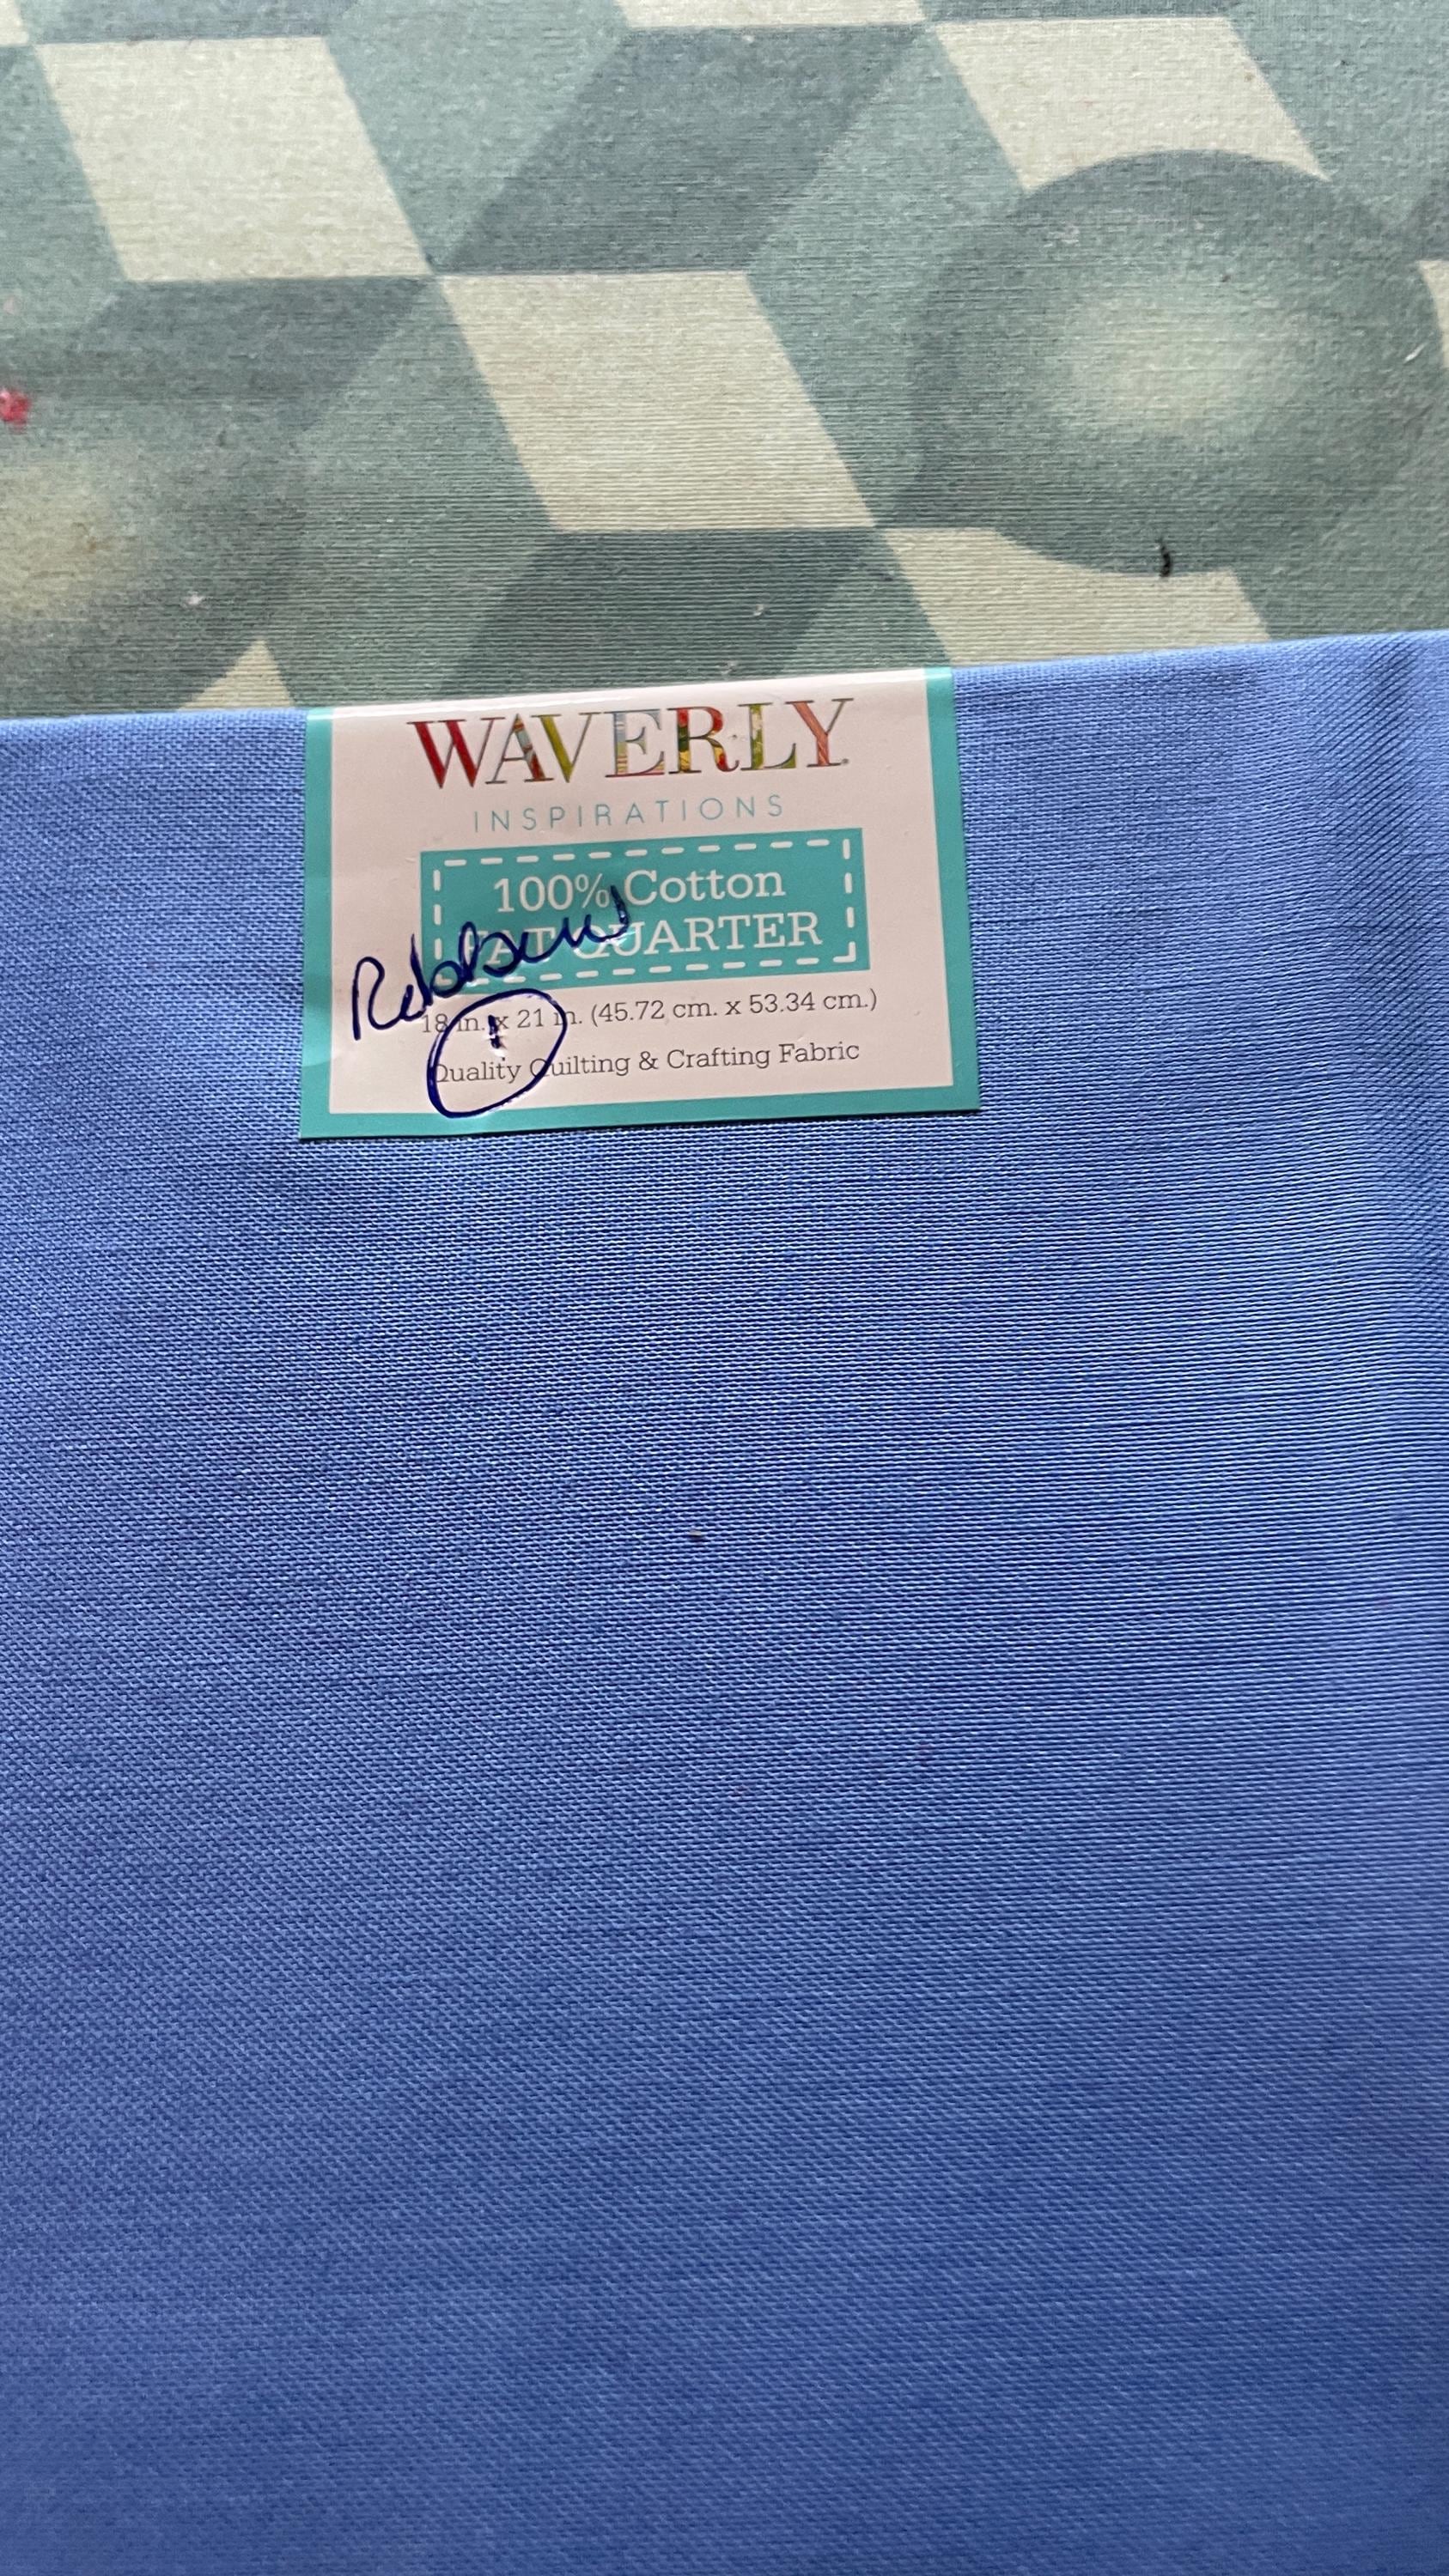 WAVERLY
INSPIRATIONS
100% Cotton
FAT QUARTER
18 in. x 21 in. (45.72 cm. x 53.34 cm.)
Quality Quilting & Crafting Fabric